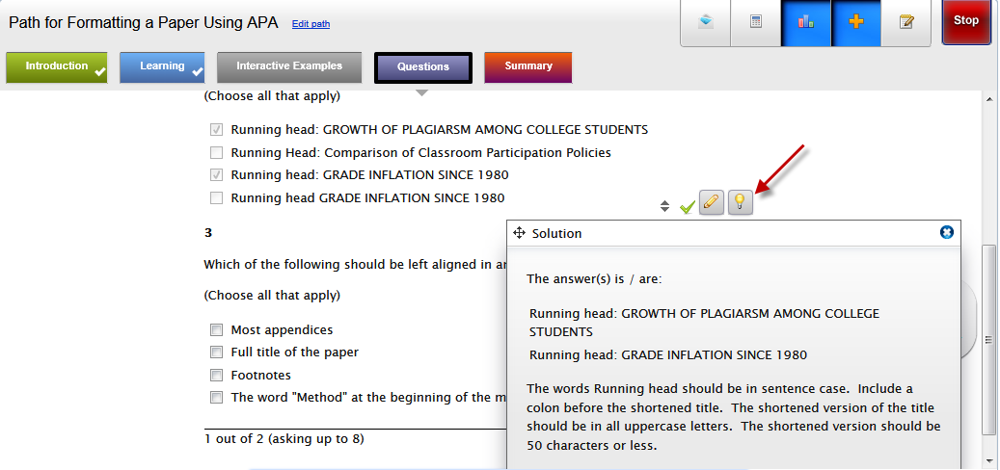 Path for Formatting a Paper Using APA Edit path
Stop
Introduction Learning Interactive Examples Questions Summary
(Choose all that apply)
Running head: GROWTH OF PLAGIARSM AMONG COLLEGE STUDENTS
Running Head: Comparison of Classroom Participation Policies
Running head: GRADE INFLATION SINCE 1980
Running head GRADE INFLATION SINCE 1980
3
Which of the following should be left aligned in
(Choose all that apply)
Most appendices
Full title of the paper
Footnotes
The word "Method" at the beginning of the m
1 out of 2 (asking up to 8)
Solution
The answer(s) is / are:
Running head: GROWTH OF PLAGIARSM AMONG COLLEGE
STUDENTS
Running head: GRADE INFLATION SINCE 1980
The words Running head should be in sentence case. Include a
colon before the shortened title. The shortened version of the title
should be in all uppercase letters. The shortened version should be
50 characters or less.